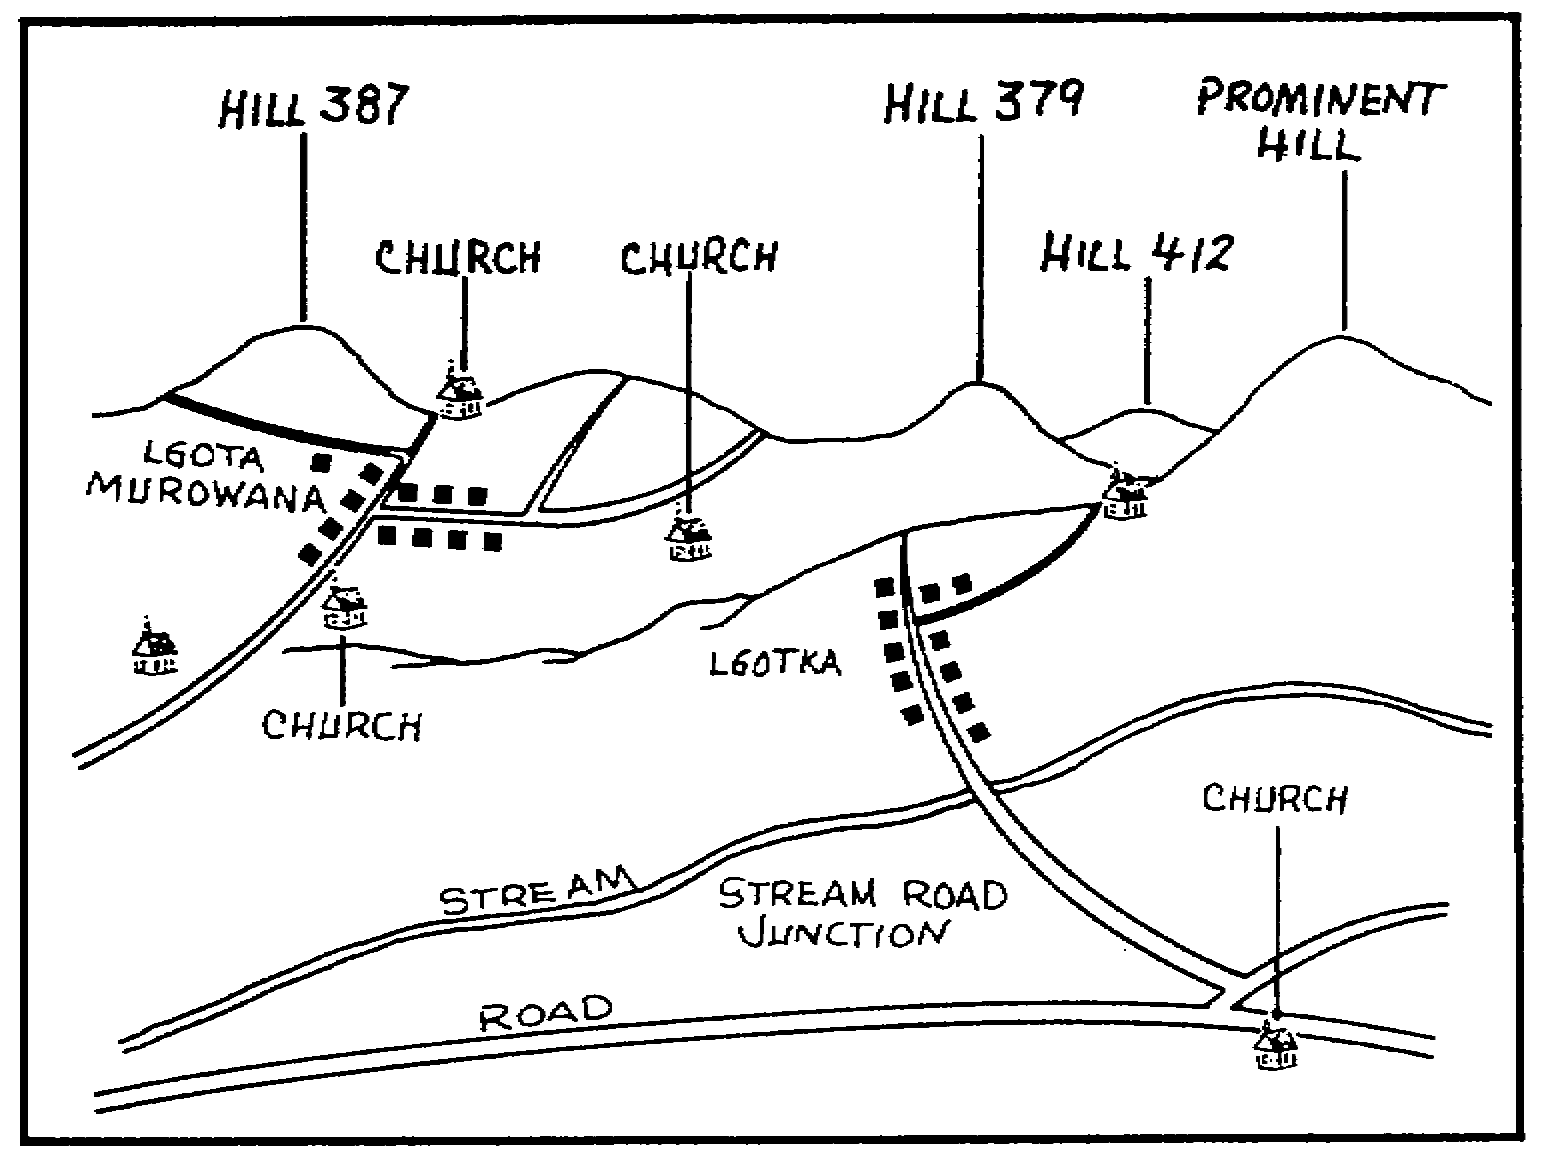 HILL 387
HILL 379
PROMINENT
HILL
CHURCH
CHURCH
HILL 412
LGOTA
MUROWANA
LGOTKA
CHURCH
CHURCH
STREAM
STREAM ROAD
JUNCTION
ROAD